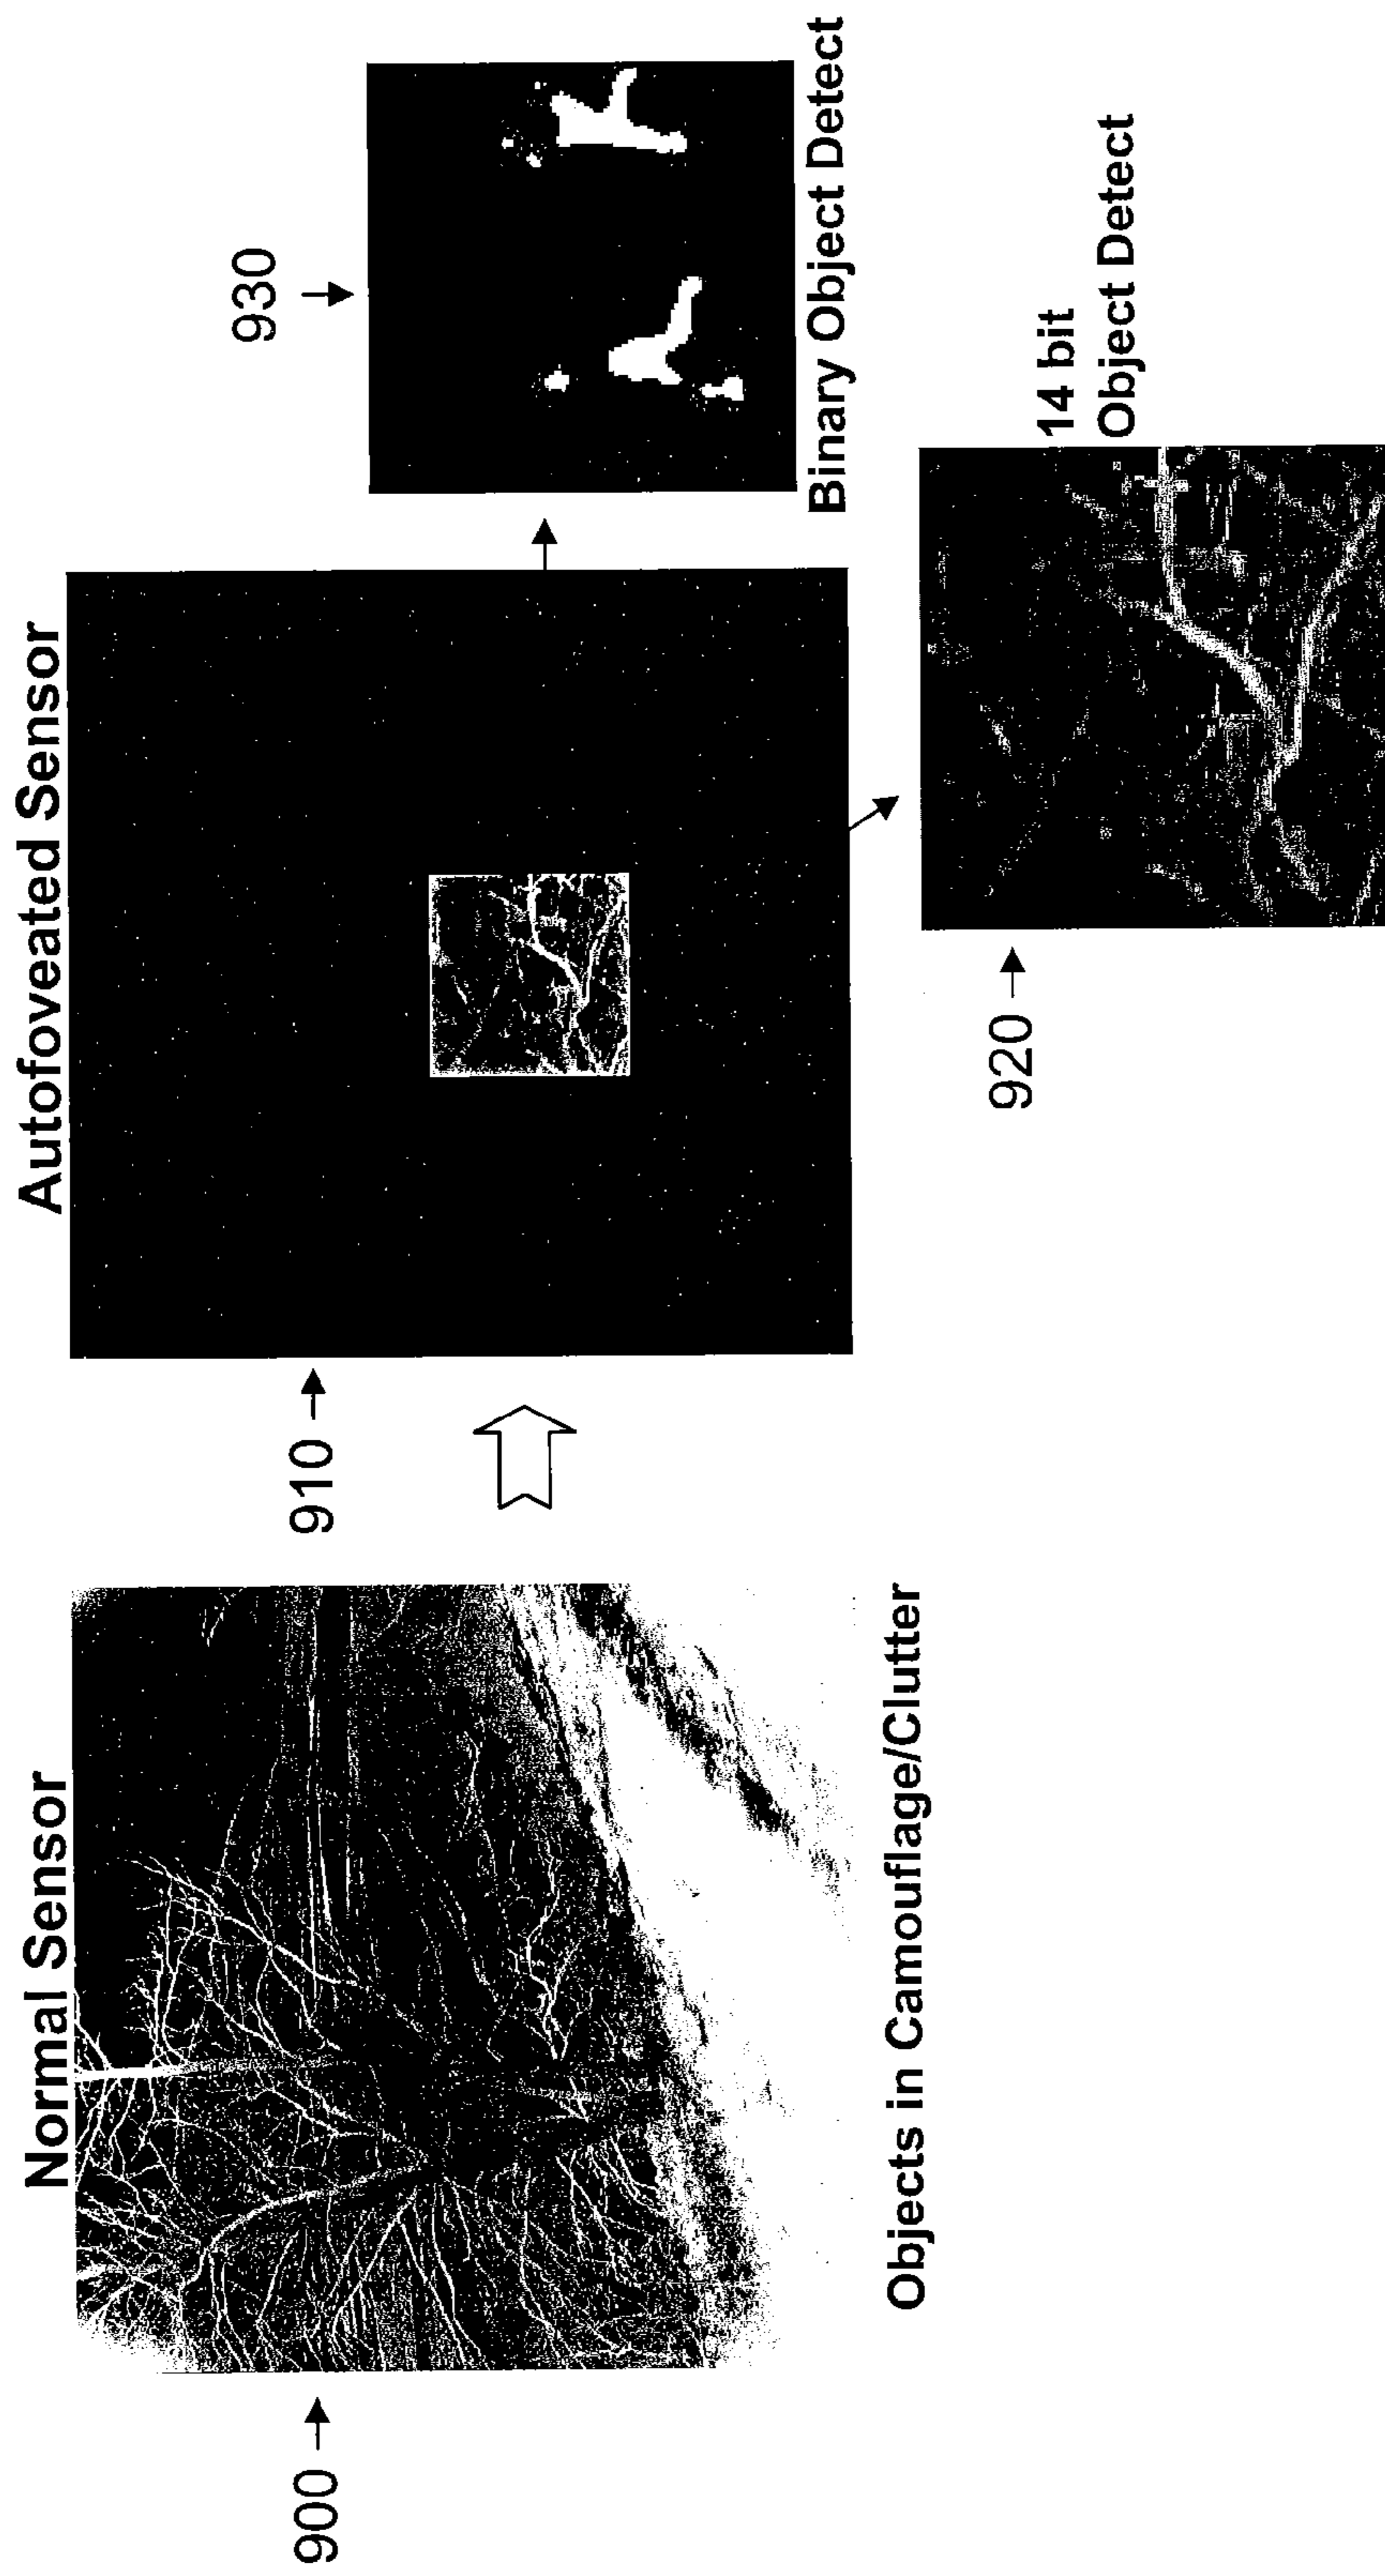 Normal Sensor
900
Objects in Camouflage/Clutter
Autofoveated Sensor
910
930
Binary Object Detect
920
14 bit
Object Detect